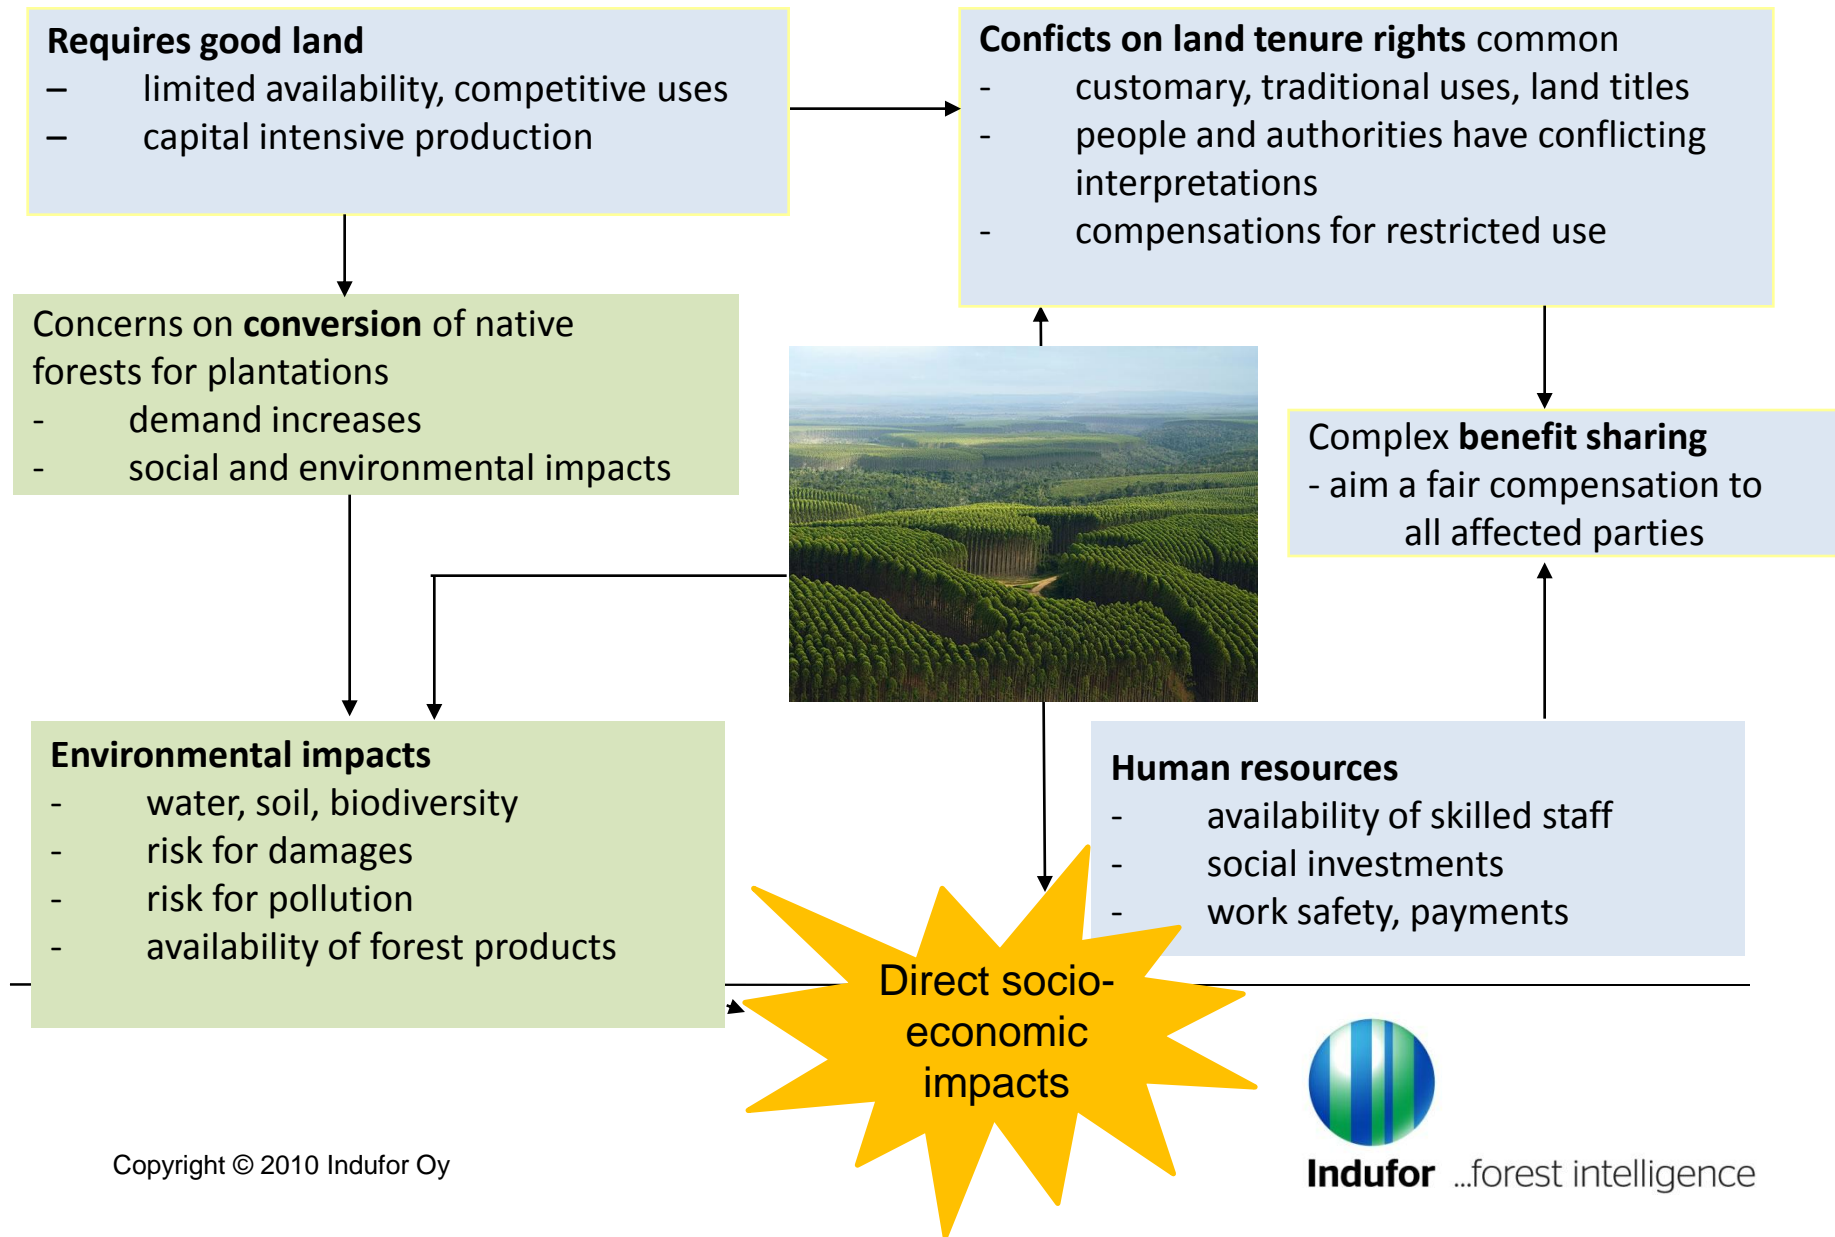 Requires good land
– limited availability, competitive uses
– capital intensive production
Conficts on land tenure rights common
- customary, traditional uses, land titles
- people and authorities have conflicting
interpretations
- compensations for restricted use
Concerns on conversion of native
forests for plantations
- demand increases
- social and environmental impacts
Complex benefit sharing
- aim a fair compensation to
all affected parties
Environmental impacts
- water, soil, biodiversity
- risk for damages
- risk for pollution
- availability of forest products
Human resources
- availability of skilled staff
- social investments
- work safety, payments
Direct socio-
economic
impacts
Copyright © 2010 Indufor Oy
Indufor ...forest intelligence